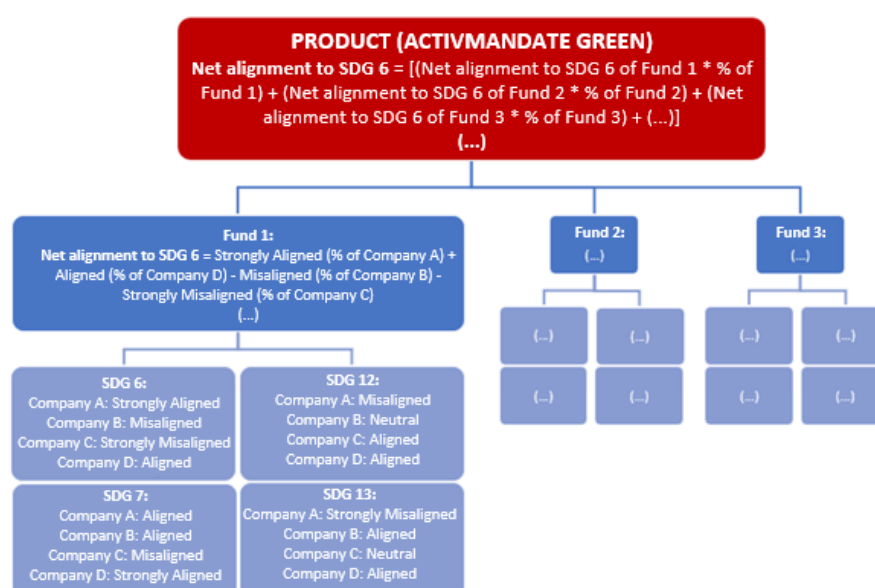 PRODUCT (ACTIVMANDATE GREEN)
Net alignment to SDG 6 = [(Net alignment to SDG 6 of Fund 1 * % of
Fund 1) + (Net alignment to SDG 6 of Fund 2 * % of Fund 2) + (Net
alignment to SDG 6 of Fund 3 * % of Fund 3) + (...)]
(...)
Fund 1:
Net alignment to SDG 6 = Strongly Aligned (% of Company A) +
Aligned (% of Company D) - Misaligned (% of Company B) -
Strongly Misaligned (% of Company C)
(...)
Fund 2:
(...)
Fund 3:
(...)
SDG 6:
Company A: Strongly Aligned
Company B: Misaligned
Company C: Strongly Misaligned
Company D: Aligned
SDG 12:
Company A: Misaligned
Company B: Neutral
Company C: Aligned
Company D: Aligned
SDG 7:
Company A: Aligned
Company B: Aligned
Company C: Misaligned
Company D: Strongly Aligned
SDG 13:
Company A: Strongly Misaligned
Company B: Aligned
Company C: Neutral
Company D: Aligned
(...)
(...)
(...)
(...)
(...)
(...)
(...)
(...)